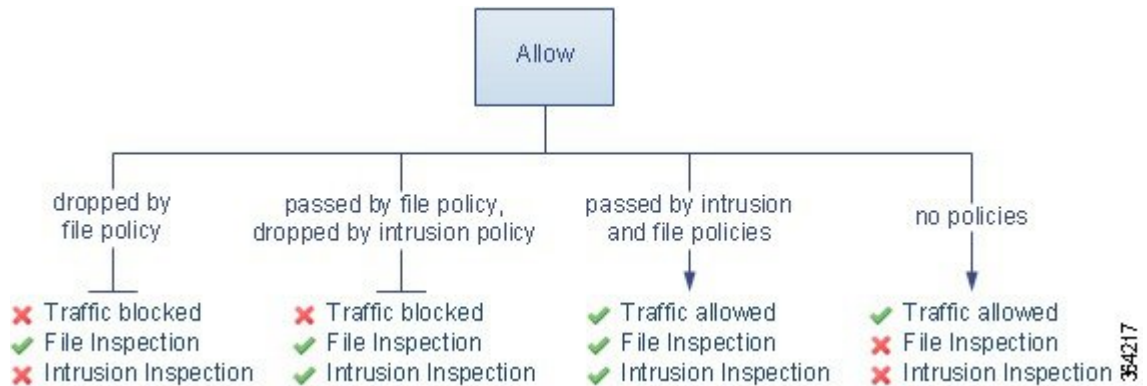 Allow
dropped by
file policy
passed by file policy,
dropped by intrusion policy
passed by intrusion
and file policies
no policies
Traffic blocked
File Inspection
Intrusion Inspection
Traffic blocked
File Inspection
Intrusion Inspection
Traffic allowed
File Inspection
Intrusion Inspection
Traffic allowed
File Inspection
Intrusion Inspection
354217